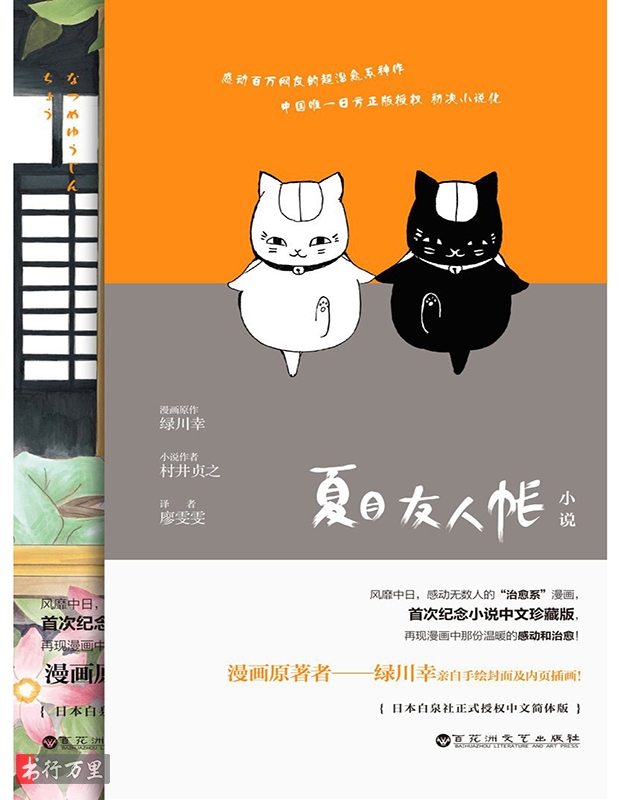 なつめゆうじん
ちょう
感动百万网友的超治愈系神作
中国唯一日方正版授权 初次小说化
漫画原作
绿川幸
小说作者
村井贞之
译 者
廖雯雯
夏目友人帐
小说
风靡中日，感动无数人的“治愈系”漫画，
首次纪念小说中文珍藏版，
再现漫画中那份温暖的感动和治愈！
漫画原著者——绿川幸亲自手绘封面及内页插画！
{ 日本白泉社正式授权中文简体版 }
百花洲文艺出版社
BAIHUAZHOU LITERATURE AND ART PRESS
风靡中日，
首次纪念
再现漫画中
漫画原
{ 日本白泉
百花洲
BAIHUAZHOU
书行万里